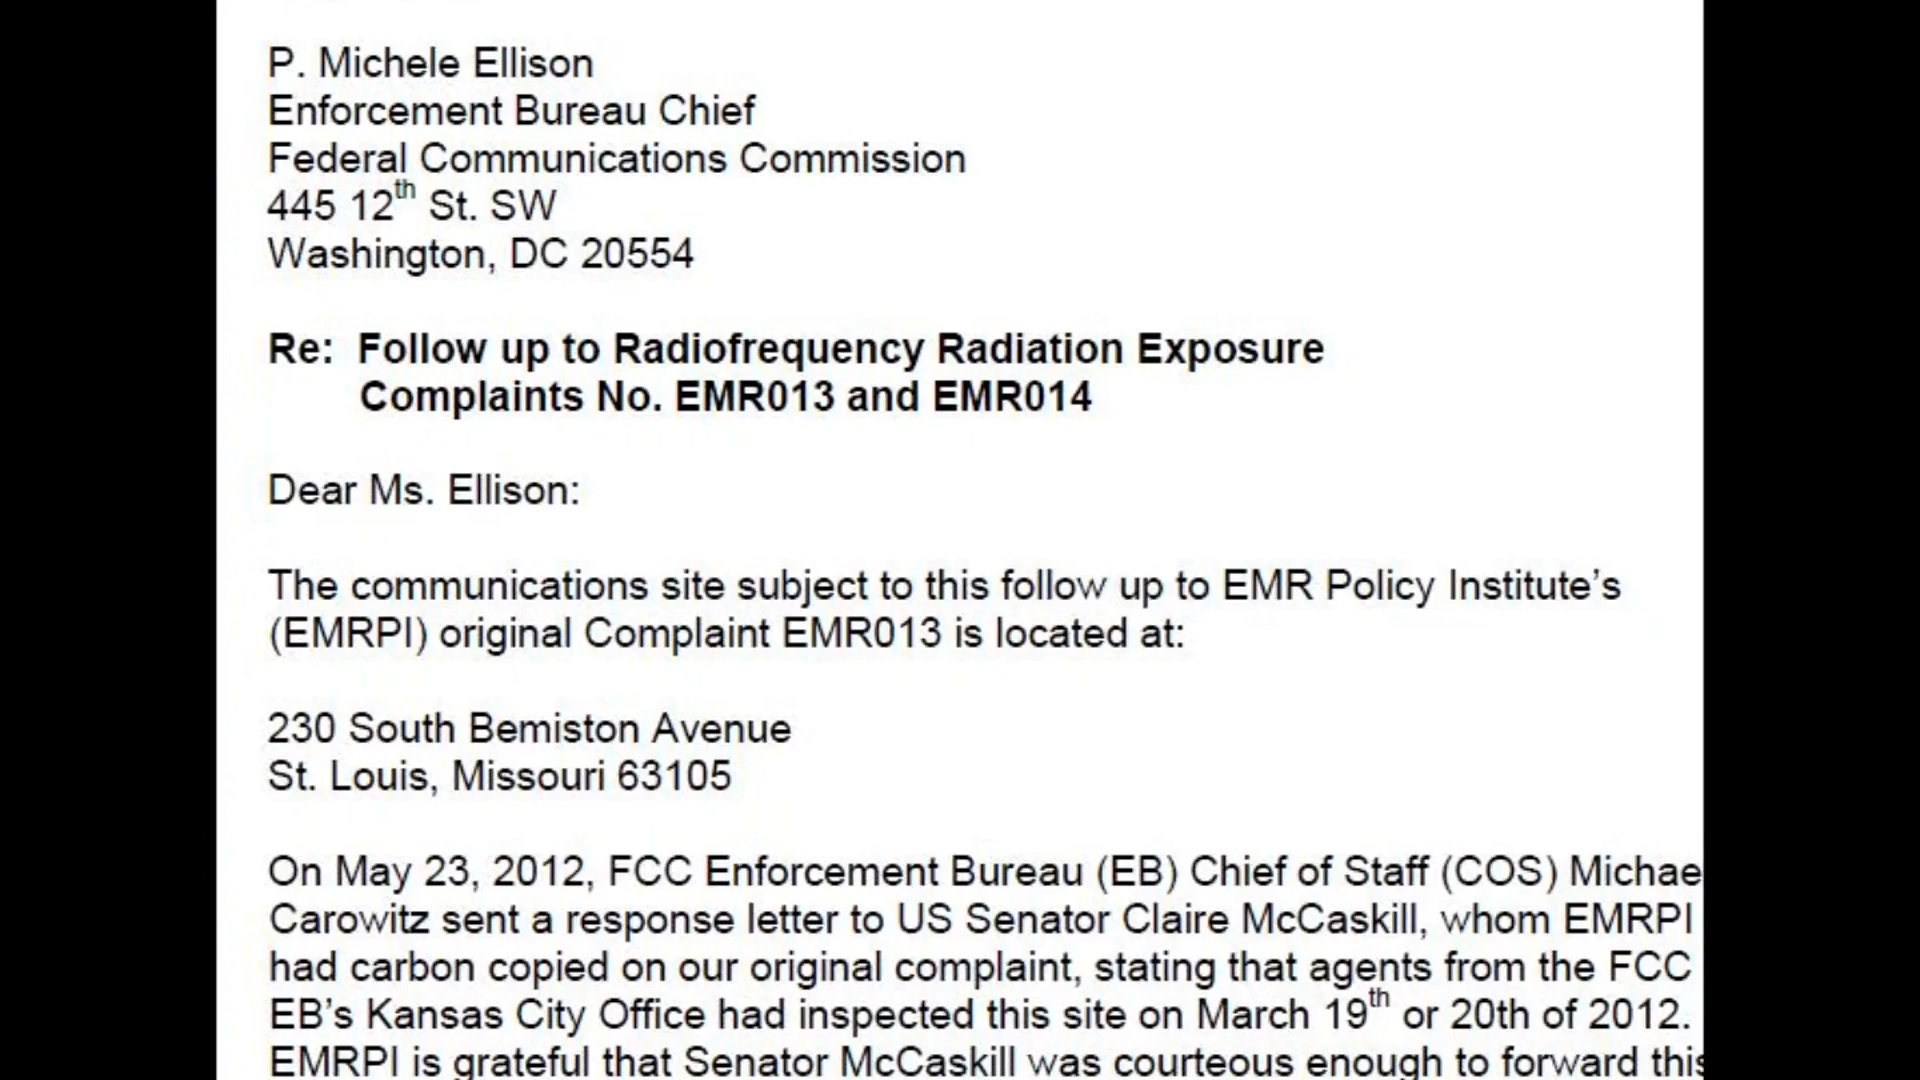 P. Michele Ellison
Enforcement Bureau Chief
Federal Communications Commission
445 12th St. SW
Washington, DC 20554
Re: Follow up to Radiofrequency Radiation Exposure
Complaints No. EMR013 and EMR014
Dear Ms. Ellison:
The communications site subject to this follow up to EMR Policy Institute’s
(EMRPI) original Complaint EMR013 is located at:
230 South Bemiston Avenue
St. Louis, Missouri 63105
On May 23, 2012, FCC Enforcement Bureau (EB) Chief of Staff (COS) Michae
Carowitz sent a response letter to US Senator Claire McCaskill, whom EMRPI
had carbon copied on our original complaint, stating that agents from the FCC
EB’s Kansas City Office had inspected this site on March 19th or 20th of 2012.
EMRPI is grateful that Senator McCaskill was courteous enough to forward this